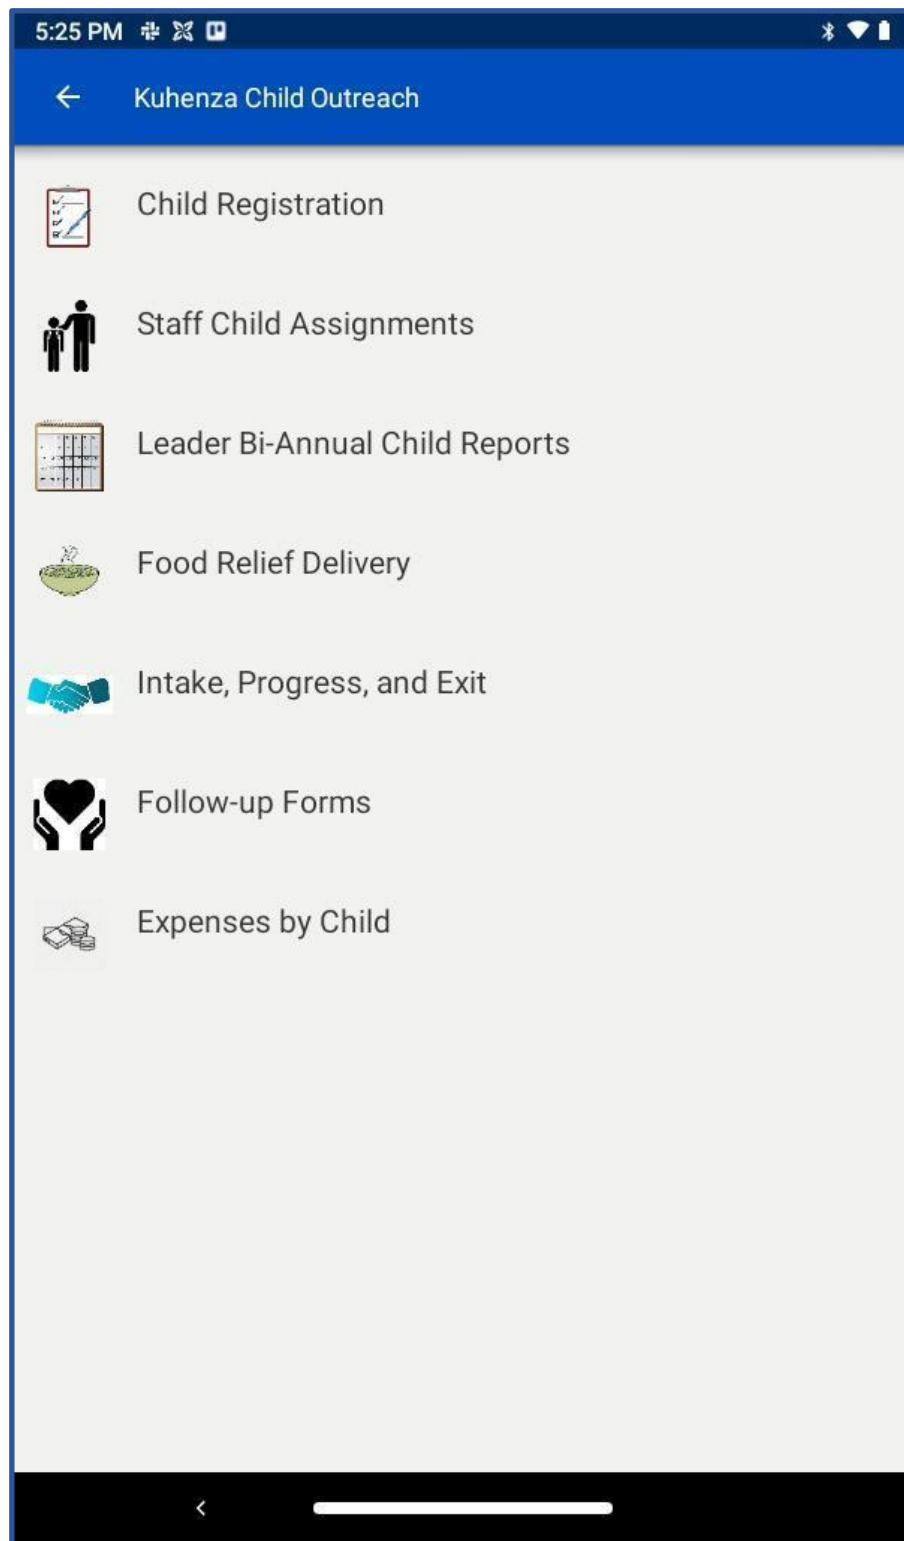 5:25 PM
Kuhenza Child Outreach
Child Registration
Staff Child Assignments
Leader Bi-Annual Child Reports
Food Relief Delivery
Intake, Progress, and Exit
Follow-up Forms
Expenses by Child